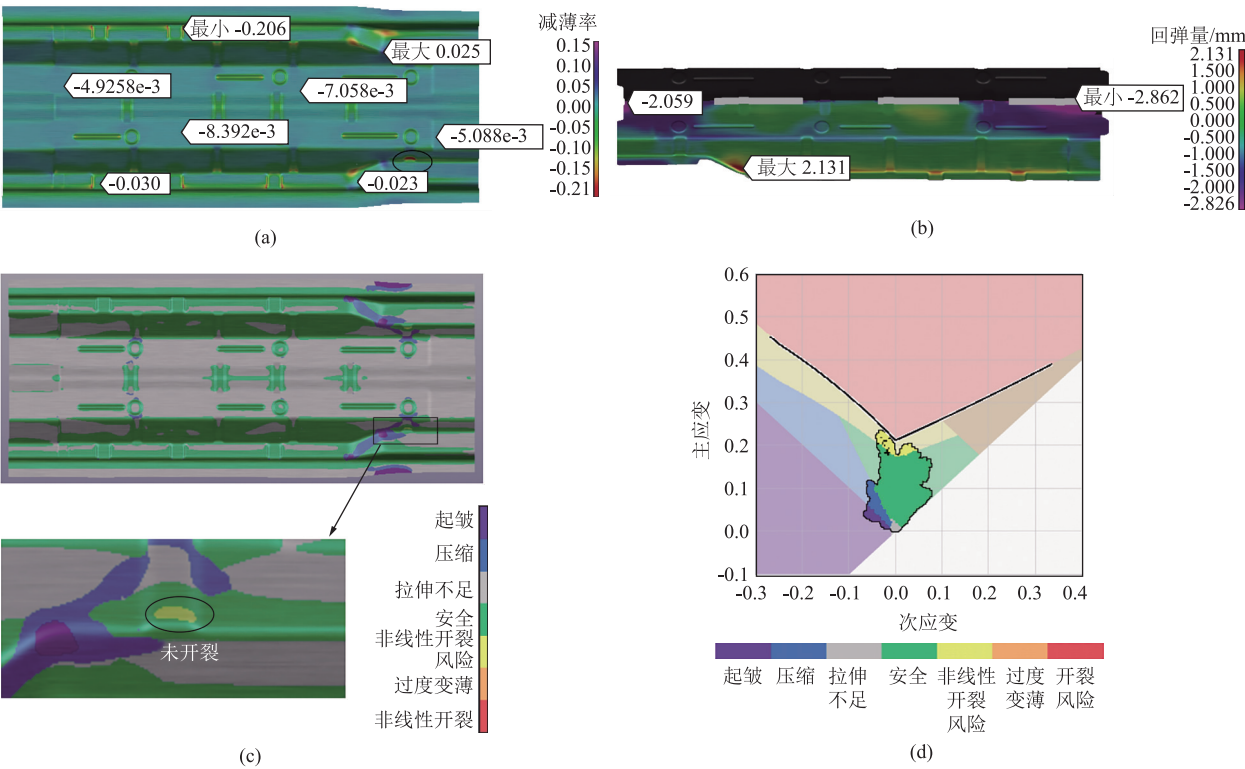 减薄率
最小 -0.206
最大 0.025
-4.9258e-3
-7.058e-3
-8.392e-3
-5.088e-3
-0.030
-0.023
0.15
0.15
0.10
0.05
0.00
-0.05
-0.10
-0.15
-0.21
(a)
回弹量/mm
-2.059
最小 -2.862
最大 2.131
2.131
1.500
1.000
0.500
0.000
-0.500
-1.000
-1.500
-2.000
-2.826
(b)
未开裂
起皱
压缩
拉伸不足
安全
非线性开裂
风险
过度变薄
非线性开裂
(c)
主应变
0.6
0.5
0.4
0.3
0.2
0.1
0.0
-0.1
-0.3
-0.2
-0.1
0.0
0.1
0.2
0.3
0.4
次应变
起皱
压缩
拉伸
不足
安全
非线性
开裂
风险
过度
变薄
开裂
风险
(d)